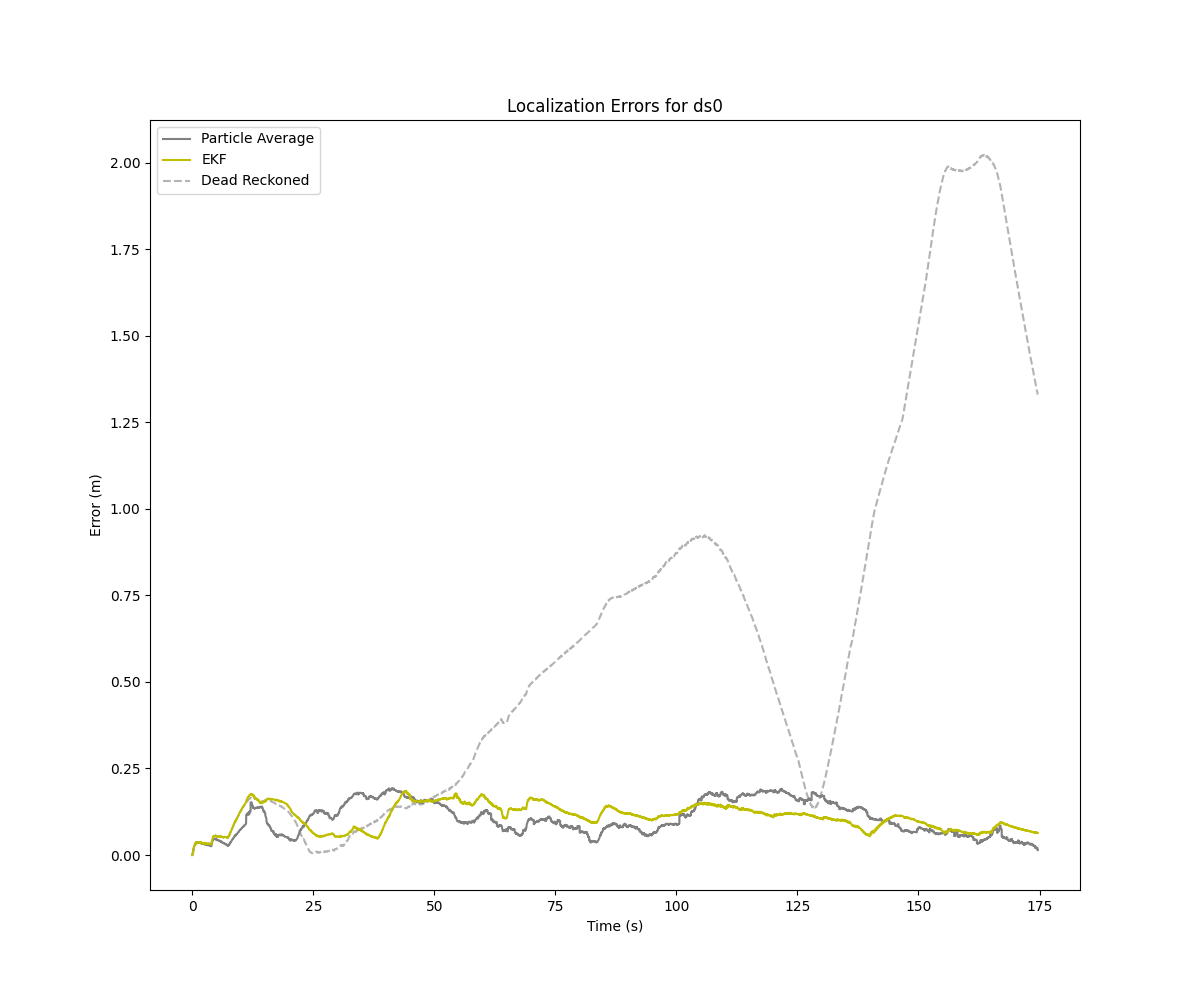 Localization Errors for ds0
Particle Average
EKF
Dead Reckoned
2.00
1.75
1.50
1.25
1.00
0.75
0.50
0.25
0.00
Error (m)
0 25 50 75 100 125 150 175
Time (s)